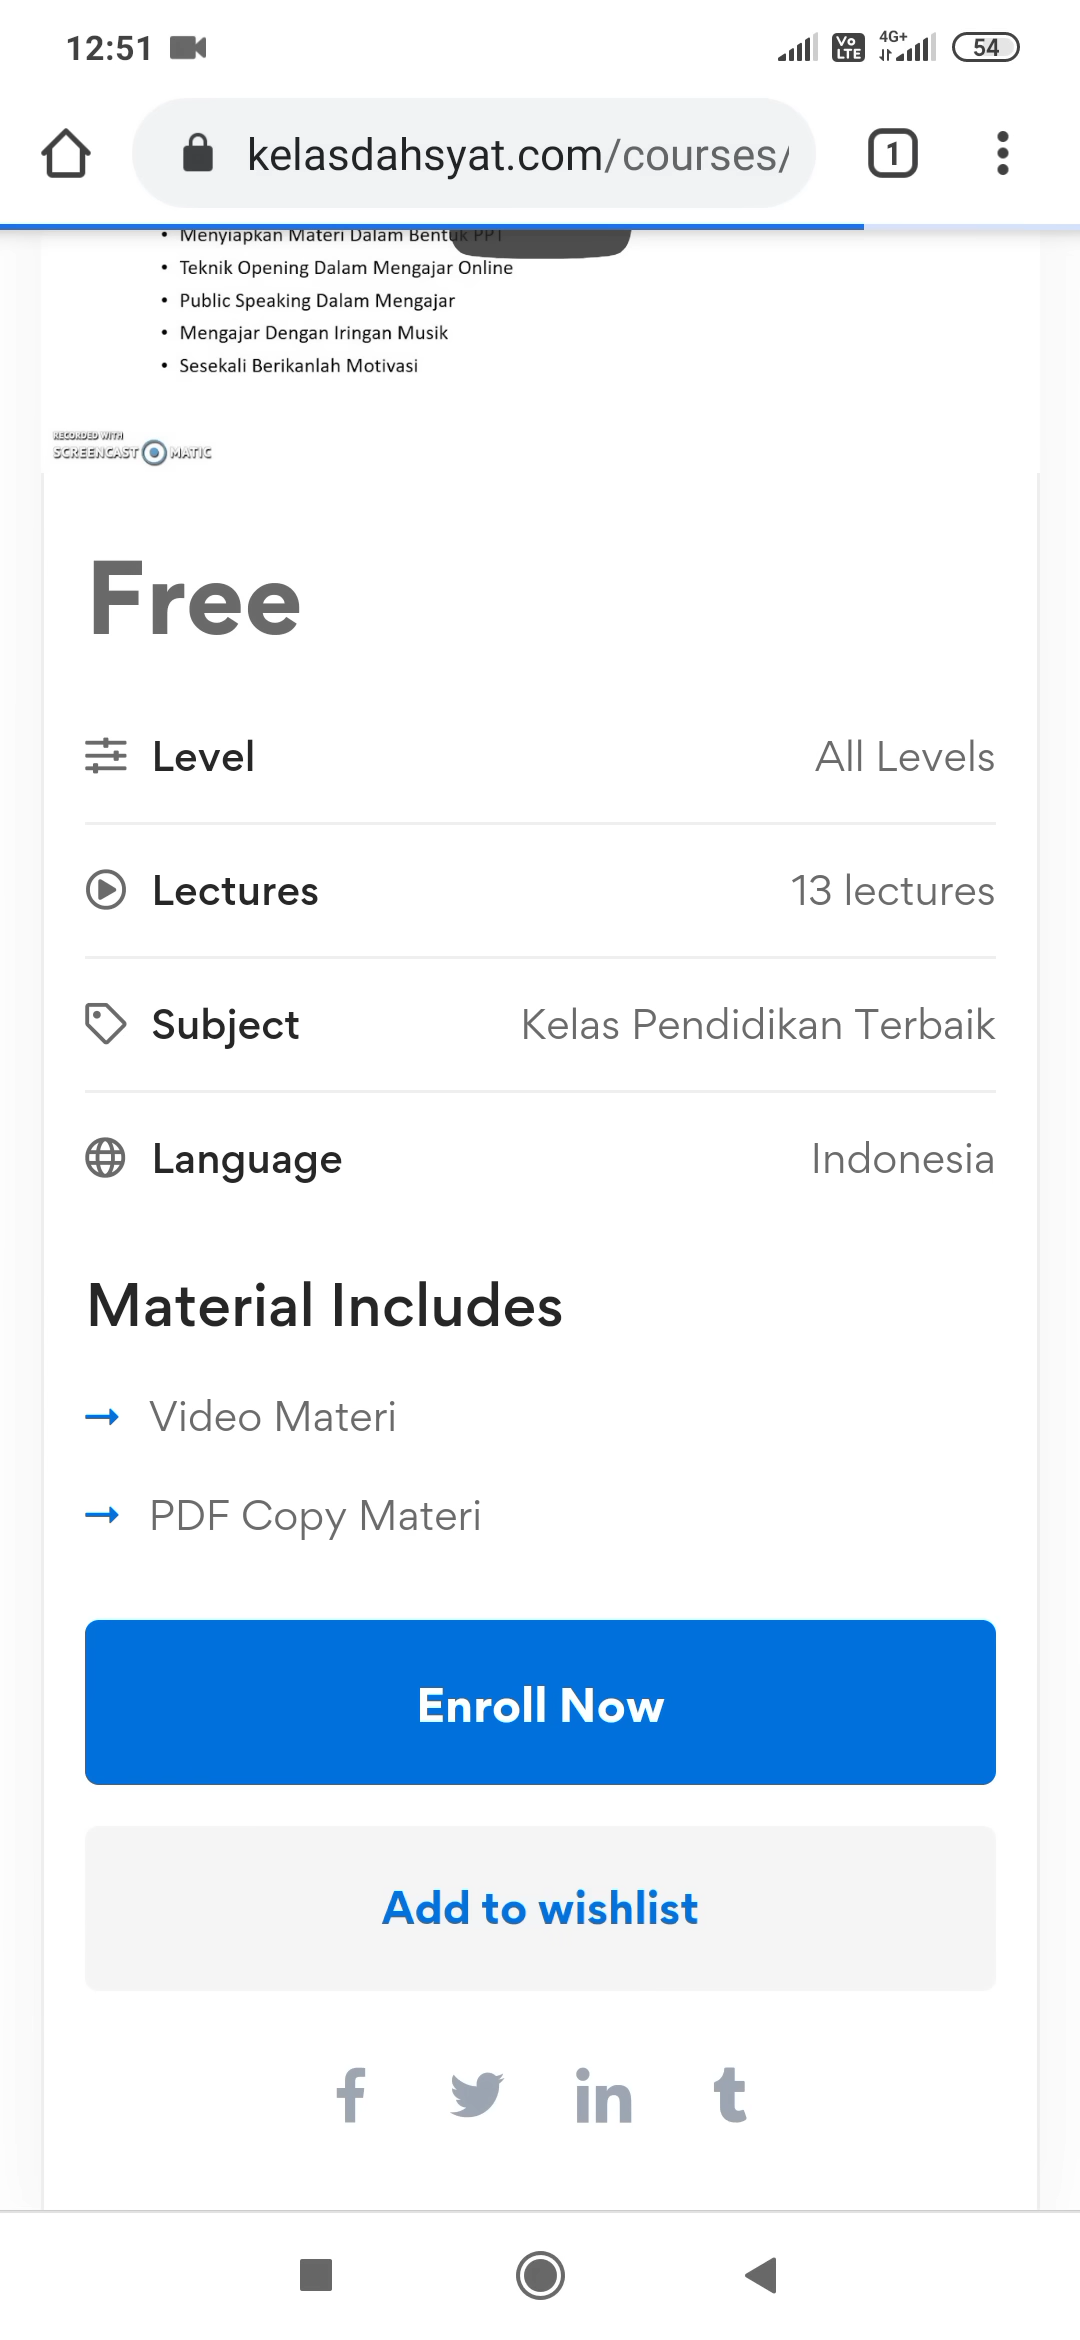 12:51
Vo LTE
4G+
54
kelasdahsyat.com/courses/
1
• Menyiapkan Materi Dalam Bentuk PPT
• Teknik Opening Dalam Mengajar Online
• Public Speaking Dalam Mengajar
• Mengajar Dengan Iringan Musik
• Sesekali Berikanlah Motivasi
RECORDED WITH
SCREENCAST MATIC
Free
Level All Levels
Lectures 13 lectures
Subject Kelas Pendidikan Terbaik
Language Indonesia
Material Includes
Video Materi
PDF Copy Materi
Enroll Now
Add to wishlist